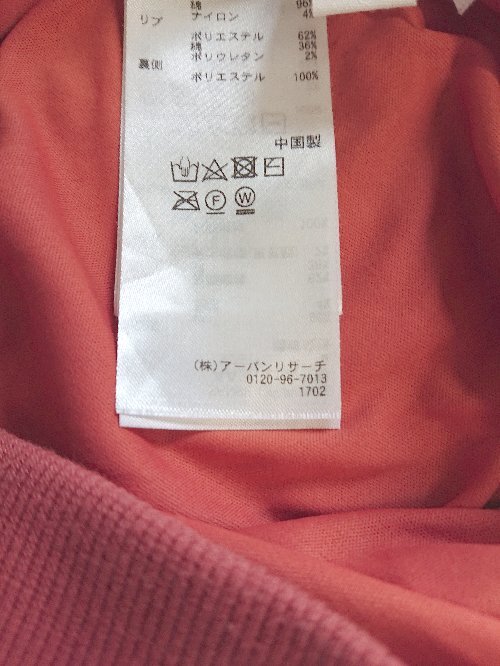 綿 96%
リブ ナイロン 4%
ポリエステル 62%
綿 36%
ポリウレタン 2%
裏側 ポリエステル 100%
中国製
F W
(株)アーバンリサーチ
0120-96-7013
1702